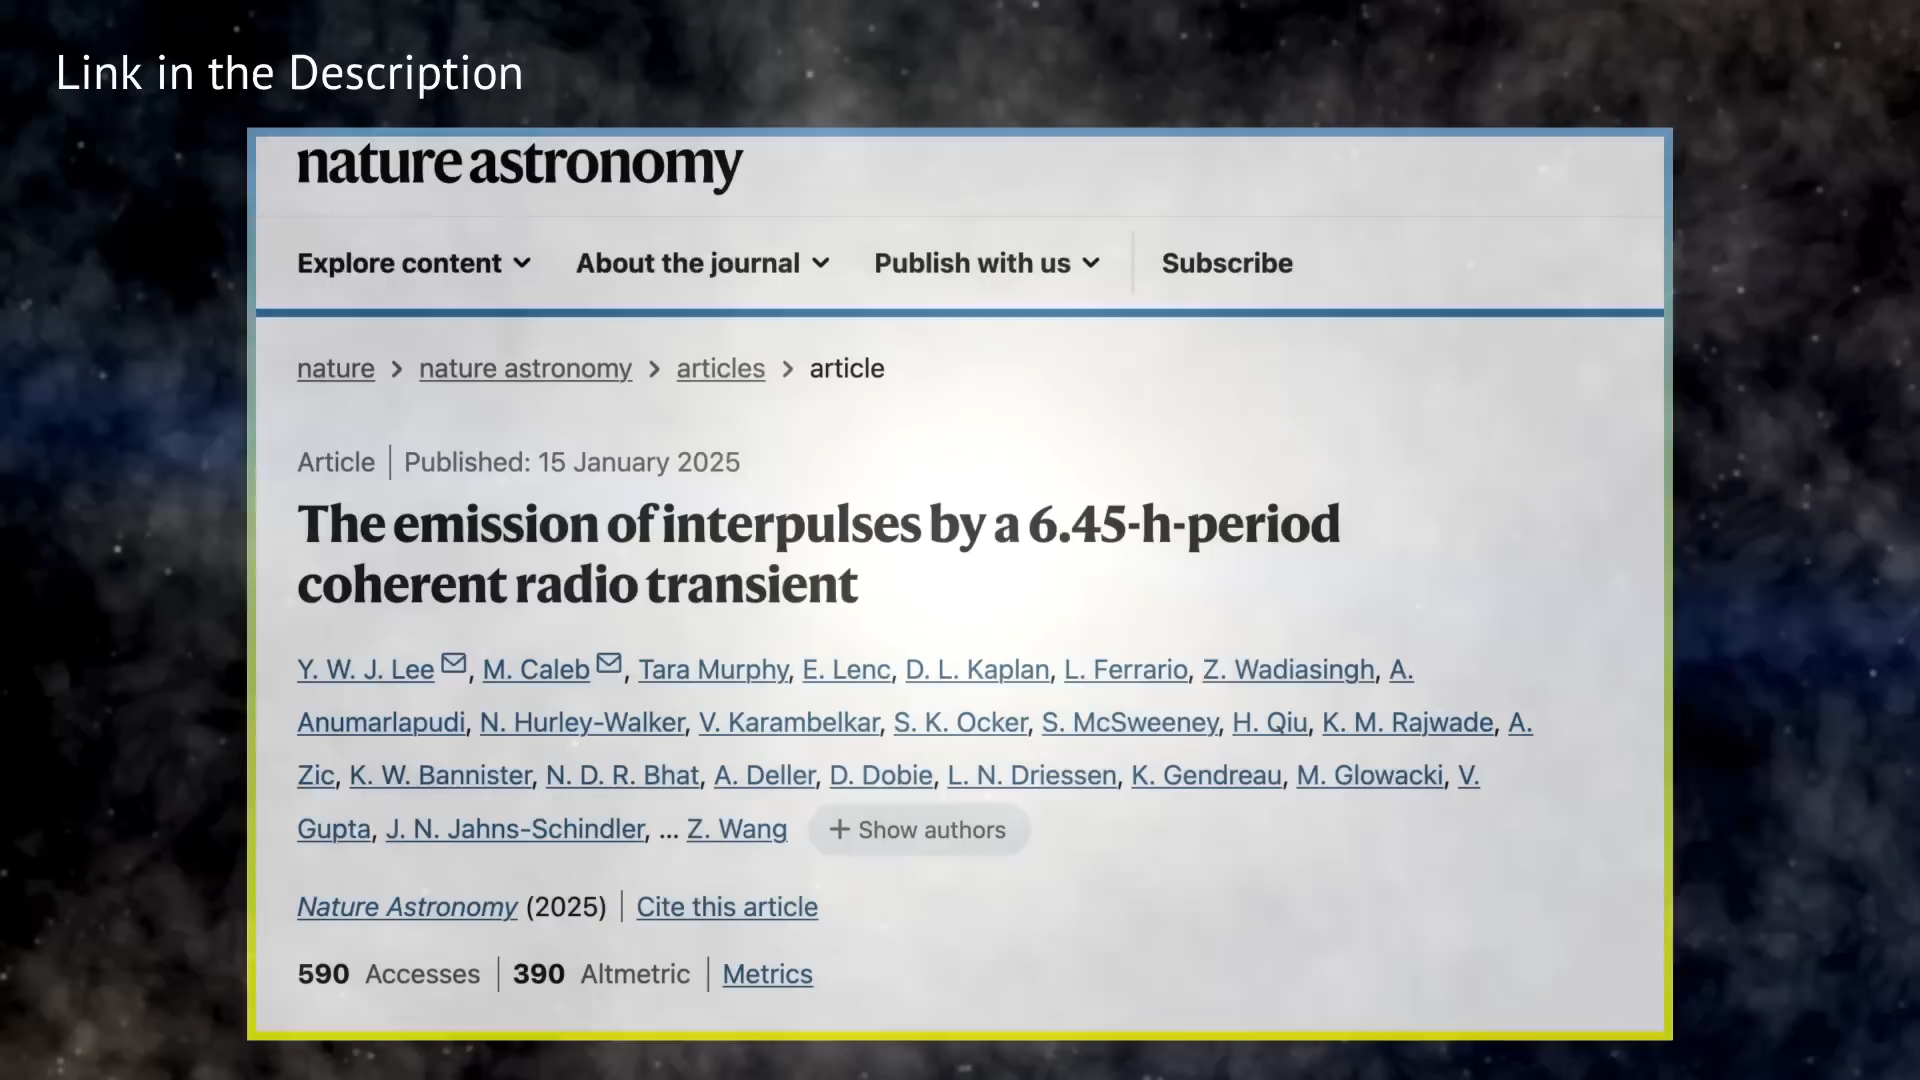 Link in the Description
nature astronomy
Explore content About the journal Publish with us Subscribe
nature > nature astronomy > articles > article
Article | Published: 15 January 2025
The emission of interpulses by a 6.45-h-period
coherent radio transient
Y. W. J. Lee, M. Caleb, Tara Murphy, E. Lenc, D. L. Kaplan, L. Ferrario, Z. Wadiasingh, A.
Anumarlapudi, N. Hurley-Walker, V. Karambelkar, S. K. Ocker, S. McSweeney, H. Qiu, K. M. Rajwade, A.
Zic, K. W. Bannister, N. D. R. Bhat, A. Deller, D. Dobie, L. N. Driessen, K. Gendreau, M. Glowacki, V.
Gupta, J. N. Jahns-Schindler, ... Z. Wang + Show authors
Nature Astronomy (2025) | Cite this article
590 Accesses | 390 Altmetric | Metrics